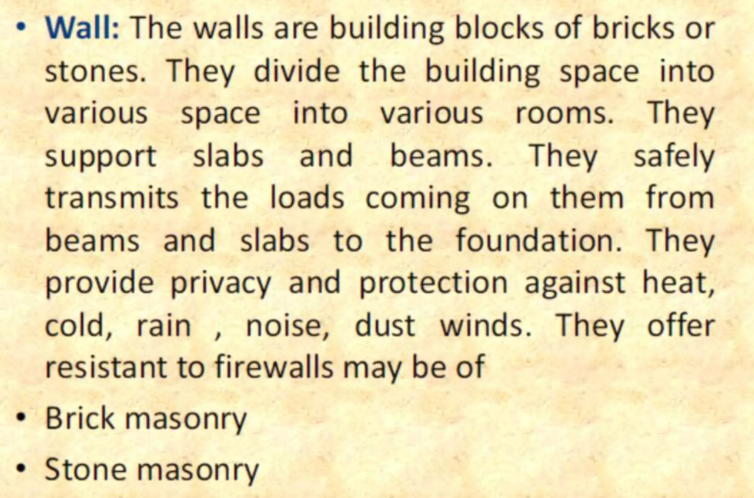 • Wall: The walls are building blocks of bricks or
stones. They divide the building space into
various space into various rooms. They
support slabs and beams. They safely
transmits the loads coming on them from
beams and slabs to the foundation. They
provide privacy and protection against heat,
cold, rain , noise, dust winds. They offer
resistant to firewalls may be of
• Brick masonry
• Stone masonry